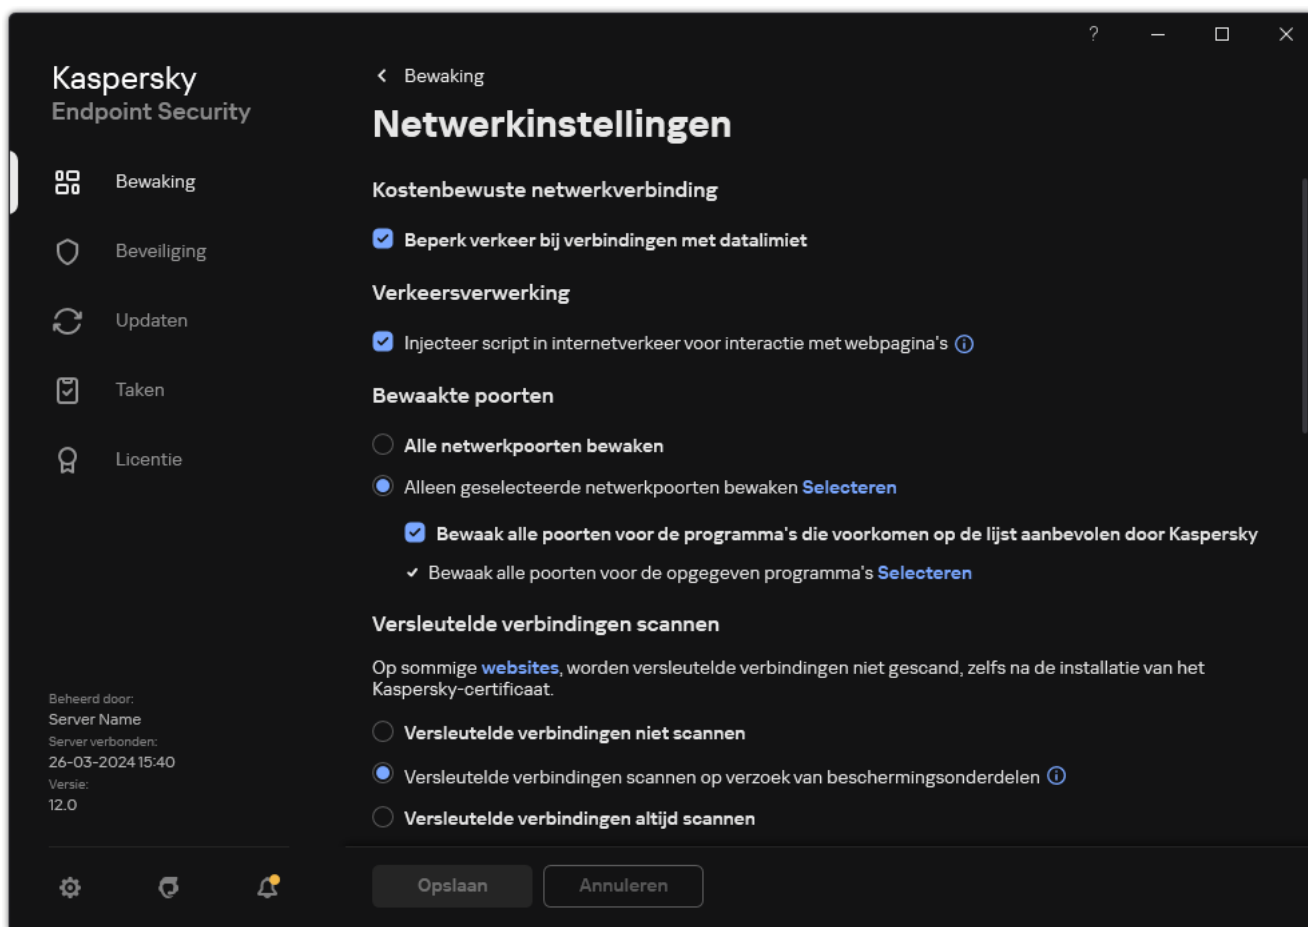 ?
Kaspersky
Endpoint Security
Bewaking
Beveiliging
Updaten
Taken
Licentie
Beheerd door:
Server Name
Server verbonden:
26-03-2024 15:40
Versie:
12.0
Bewaking
Netwerkinstellingen
Kostenbewuste netwerkverbinding
Beperk verkeer bij verbindingen met datalimiet
Verkeersverwerking
Injecteer script in internetverkeer voor interactie met webpagina's
Bewaakte poorten
Alle netwerkpoorten bewaken
Alleen geselecteerde netwerkpoorten bewaken Selecteren
Bewaak alle poorten voor de programma's die voorkomen op de lijst aanbevolen door Kaspersky
Bewaak alle poorten voor de opgegeven programma's Selecteren
Versleutelde verbindingen scannen
Op sommige websites, worden versleutelde verbindingen niet gescand, zelfs na de installatie van het
Kaspersky-certificaat.
Versleutelde verbindingen niet scannen
Versleutelde verbindingen scannen op verzoek van beschermingsonderdelen
Versleutelde verbindingen altijd scannen
Opslaan
Annuleren